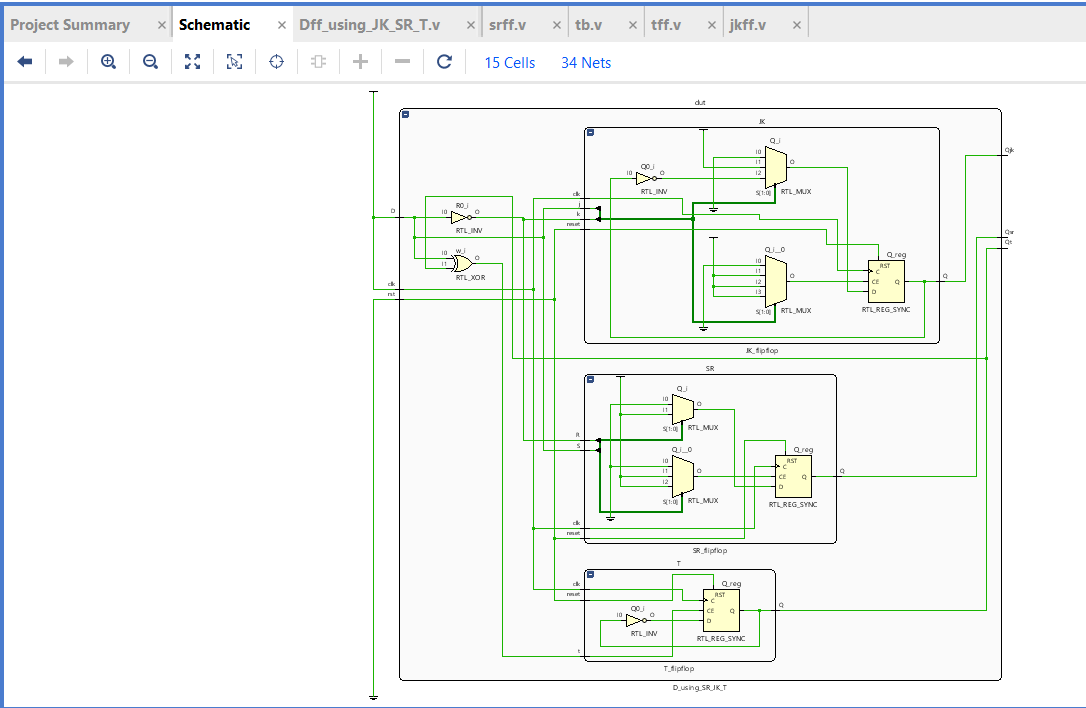 Project Summary × Schematic × Dff_using_JK_SR_T.v × srff.v × tb.v × tff.v × jkff.v ×
15 Cells 34 Nets
dut
JK
Q_i
I0
I1 O
I2
S[1:0] RTL_MUX
Q0_i
I0 O
RTL_INV
clk
J
k
reset
D
R0_i
I0 O
RTL_INV
w_i
I0 O
I1
RTL_XOR
clk
rst
Q_i__0
I0
I1 O
I2
I3
S[1:0] RTL_MUX
Q_reg
RST
C
CE Q
D
RTL_REG_SYNC
Q
Qjk
Qsr
Qt
JK_flipflop
SR
Q_i
I0 O
I1
S[1:0] RTL_MUX
R
S
Q_i__0
I0
I1 O
I2
S[1:0] RTL_MUX
Q_reg
RST
C
CE Q
D
RTL_REG_SYNC
Q
clk
reset
SR_flipflop
T
clk
reset
Q_reg
RST
C
CE Q
D
RTL_REG_SYNC
Q
Q0_i
I0 O
RTL_INV
t
T_flipflop
D_using_SR_JK_T